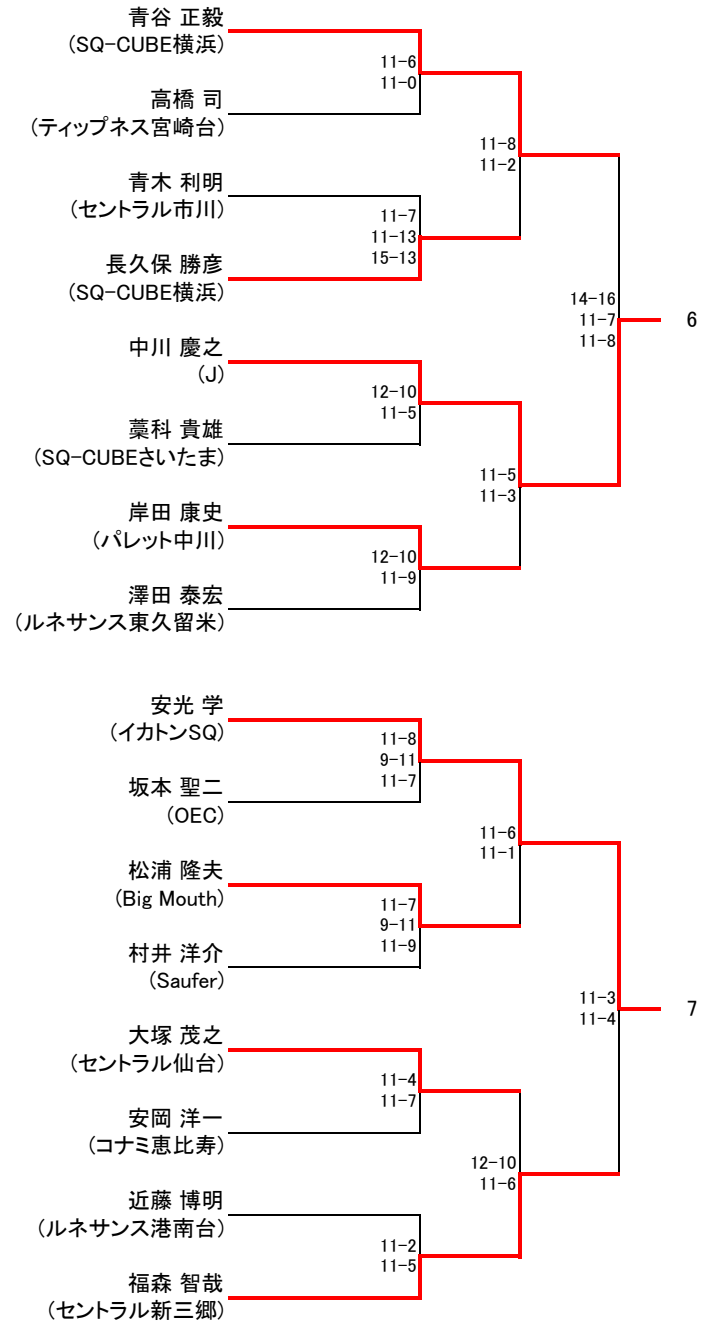 青谷 正毅
(SQ-CUBE横浜)
11-6
11-0
高橋 司
(ティップネス宮崎台)
11-8
11-2
青木 利明
(セントラル市川)
11-7
11-13
15-13
長久保 勝彦
(SQ-CUBE横浜)
14-16
11-7
11-8
6
中川 慶之
(J)
12-10
11-5
藁科 貴雄
(SQ-CUBEさいたま)
11-5
11-3
岸田 康史
(パレット中川)
12-10
11-9
澤田 泰宏
(ルネサンス東久留米)
安光 学
(イカトンSQ)
11-8
9-11
11-7
坂本 聖二
(OEC)
11-6
11-1
松浦 隆夫
(Big Mouth)
11-7
9-11
11-9
村井 洋介
(Saufer)
11-3
11-4
7
大塚 茂之
(セントラル仙台)
11-4
11-7
安岡 洋一
(コナミ恵比寿)
12-10
11-6
近藤 博明
(ルネサンス港南台)
11-2
11-5
福森 智哉
(セントラル新三郷)